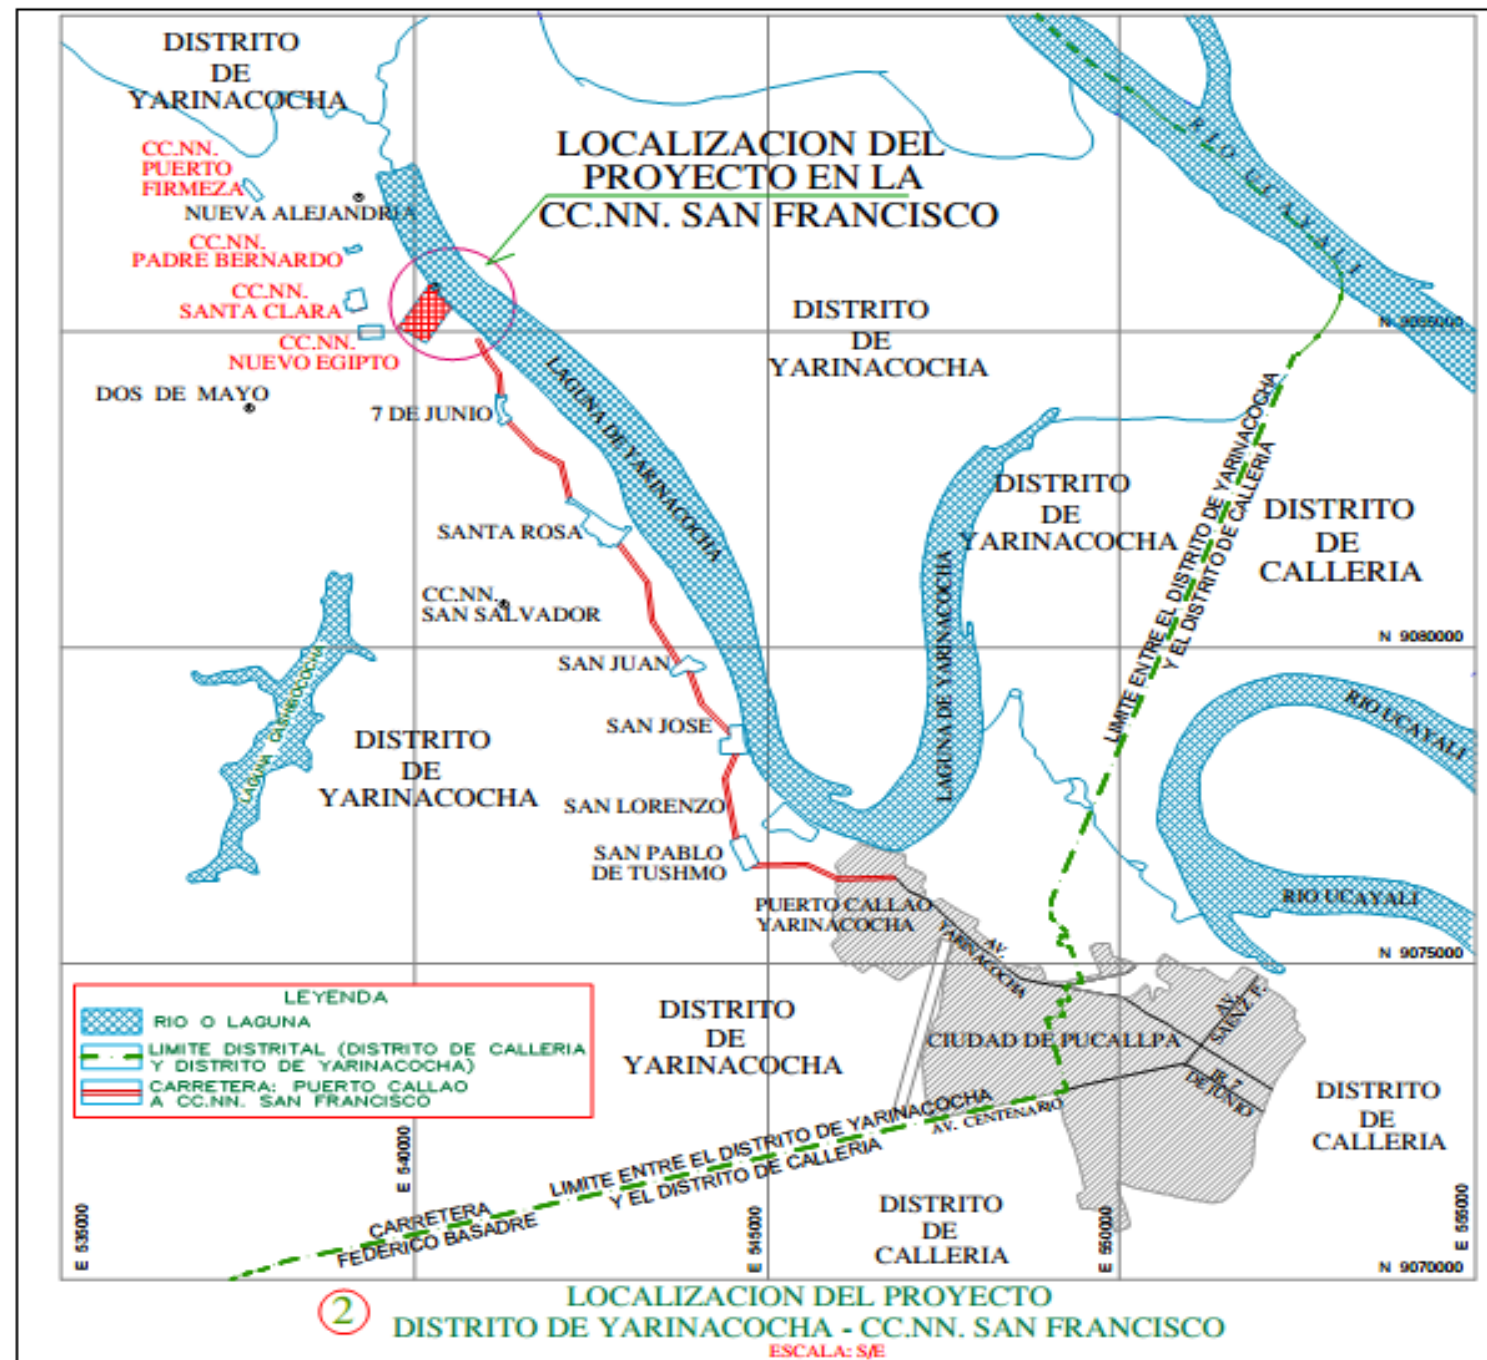 DISTRITO
DE
YARINACOCHA
CC.NN.
PUERTO
FIRMEZA
NUEVA ALEJANDRIA
CC.NN.
PADRE BERNARDO
CC.NN.
SANTA CLARA
CC.NN.
NUEVO EGIPTO
DOS DE MAYO
LOCALIZACION DEL
PROYECTO EN LA
CC.NN. SAN FRANCISCO
RIO UCAYALI
DISTRITO
DE
YARINACOCHA
N 9085000
7 DE JUNIO
LAGUNA DE YARINACOCHA
SANTA ROSA
CC.NN.
SAN SALVADOR
SAN JUAN
SAN JOSE
SAN LORENZO
SAN PABLO
DE TUSHMO
LAGUNA CASHIBOCOCHA
DISTRITO
DE
YARINACOCHA
LAGUNA DE YARINACOCHA
DISTRITO
DE
YARINACOCHA
LIMITE ENTRE EL DISTRITO DE YARINACOCHA
Y EL DISTRITO DE CALLERIA
DISTRITO
DE
CALLERIA
N 9080000
RIO UCAYALI
RIO UCAYALI
PUERTO CALLAO
YARINACOCHA
AV.
YARINACOCHA
N 9075000
CIUDAD DE PUCALLPA
AV.
SAENZ P.
JR. 7
DE JUNIO
AV. CENTENARIO
LEYENDA
RIO O LAGUNA
LIMITE DISTRITAL (DISTRITO DE CALLERIA
Y DISTRITO DE YARINACOCHA)
CARRETERA: PUERTO CALLAO
A CC.NN. SAN FRANCISCO
DISTRITO
DE
YARINACOCHA
DISTRITO
DE
CALLERIA
LIMITE ENTRE EL DISTRITO DE YARINACOCHA
Y EL DISTRITO DE CALLERIA
CARRETERA
FEDERICO BASADRE
DISTRITO
DE
CALLERIA
E 535000
E 540000
E 545000
E 550000
E 555000
N 9070000
2
LOCALIZACION DEL PROYECTO
DISTRITO DE YARINACOCHA - CC.NN. SAN FRANCISCO
ESCALA: S/E